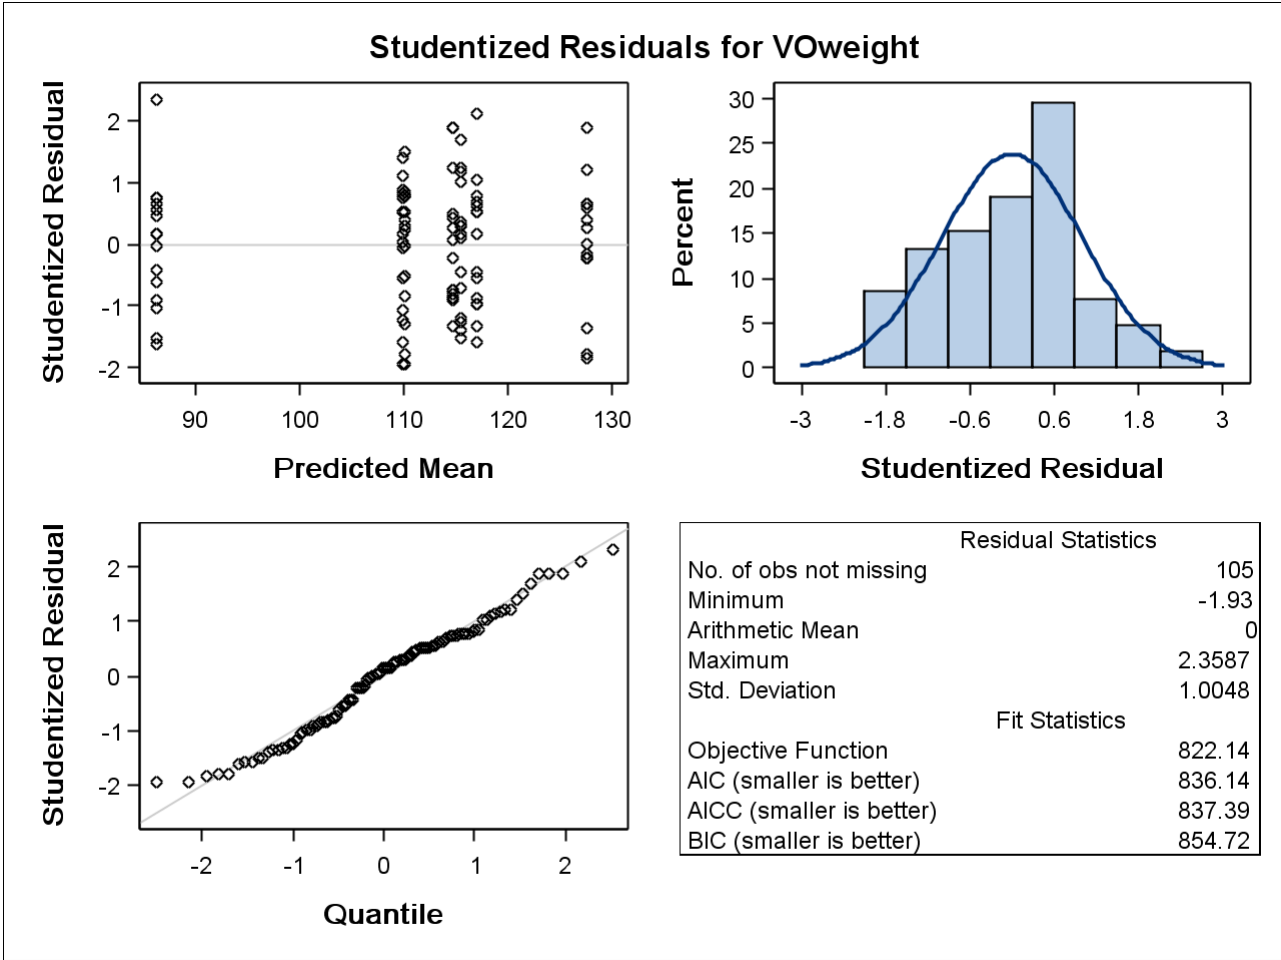 Studentized Residuals for VOweight
Studentized Residual
2
1
0
-1
-2
90 100 110 120 130
Predicted Mean
Percent
30
25
20
15
10
5
0
-3 -1.8 -0.6 0.6 1.8 3
Studentized Residual
Studentized Residual
2
1
0
-1
-2
-2 -1 0 1 2
Quantile
Residual Statistics
No. of obs not missing 105
Minimum -1.93
Arithmetic Mean 0
Maximum 2.3587
Std. Deviation 1.0048
Fit Statistics
Objective Function 822.14
AIC (smaller is better) 836.14
AICC (smaller is better) 837.39
BIC (smaller is better) 854.72